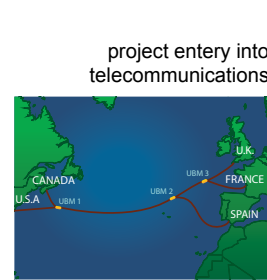 project entery into
telecommunications
U.K.
UBM 3
CANADA
FRANCE
UBM 2
U.S.A
UBM 1
SPAIN